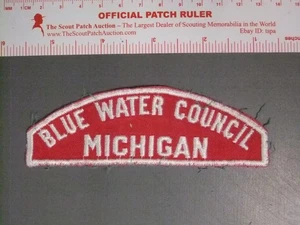 OFFICIAL PATCH RULER
The Scout Patch Auction – The Largest Dealer of Scouting Memorabilia in the World
www.TheScoutPatchAuction.com
Ebay ID: tspa
BLUE WATER COUNCIL
MICHIGAN